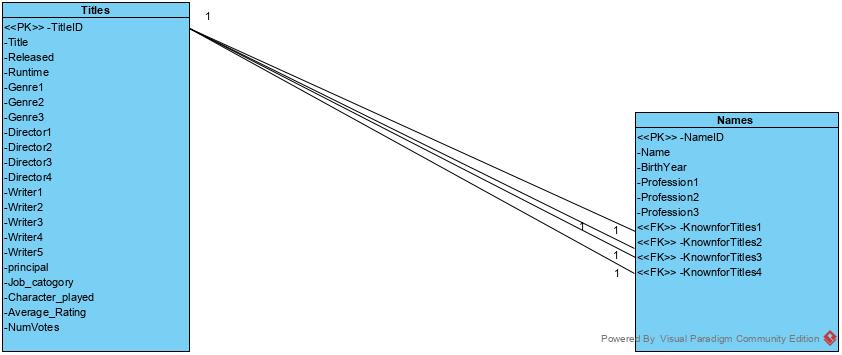 Titles
<<PK>> -TitleID
-Title
-Released
-Runtime
-Genre1
-Genre2
-Genre3
-Director1
-Director2
-Director3
-Director4
-Writer1
-Writer2
-Writer3
-Writer4
-Writer5
-principal
-Job_catogory
-Character_played
-Average_Rating
-NumVotes
1
Names
<<PK>> -NameID
-Name
-BirthYear
-Profession1
-Profession2
-Profession3
<<FK>> -KnownforTitles1
<<FK>> -KnownforTitles2
<<FK>> -KnownforTitles3
<<FK>> -KnownforTitles4
1
1
1
1
Powered By Visual Paradigm Community Edition